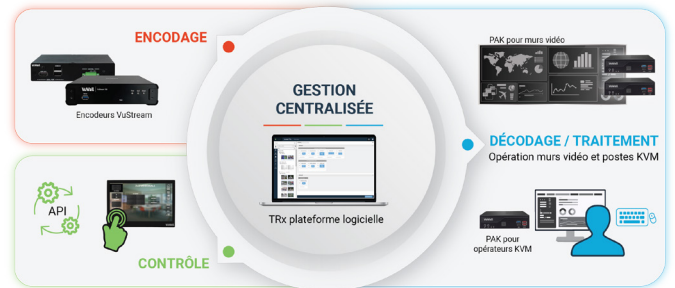 ENCODAGE
Encodeurs VuStream
API
CONTRÔLE
GESTION
CENTRALISÉE
TRx plateforme logicielle
PAK pour murs vidéo
DÉCODAGE / TRAITEMENT
Opération murs vidéo et postes KVM
PAK pour
opérateurs KVM